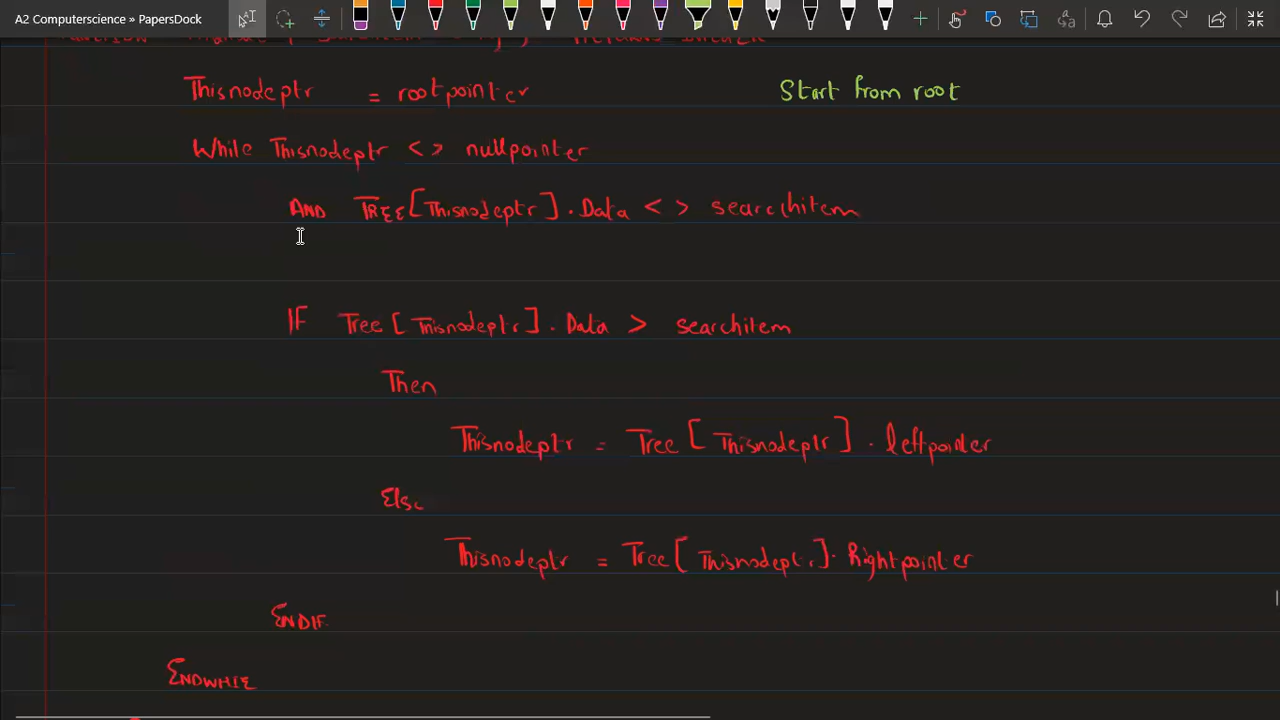 A2 Computerscience » PapersDock
Thisnodeptr = rootpointer Start from root
While Thisnodeptr <> nullpointer
AND TREE[Thisnodeptr].Data <> searchitem
IF Tree[Thisnodeptr].Data > searchitem
Then
Thisnodeptr = Tree[Thisnodeptr].leftpointer
Else
Thisnodeptr = Tree[Thisnodeptr].Rightpointer
ENDIF
ENDWHILE